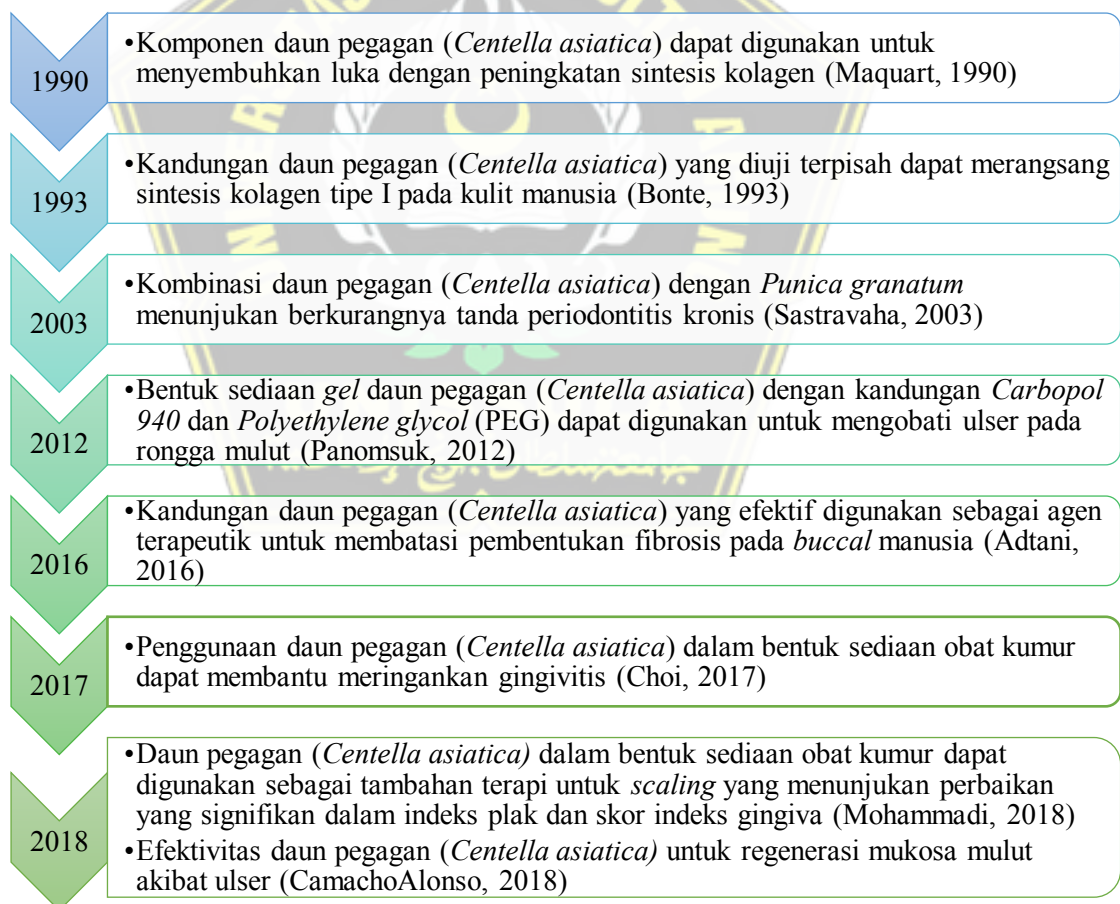 1990
•Komponen daun pegagan (Centella asiatica) dapat digunakan untuk
menyembuhkan luka dengan peningkatan sintesis kolagen (Maquart, 1990)
1993
•Kandungan daun pegagan (Centella asiatica) yang diuji terpisah dapat merangsang
sintesis kolagen tipe I pada kulit manusia (Bonte, 1993)
2003
•Kombinasi daun pegagan (Centella asiatica) dengan Punica granatum
menunjukan berkurangnya tanda periodontitis kronis (Sastravaha, 2003)
2012
•Bentuk sediaan gel daun pegagan (Centella asiatica) dengan kandungan Carbopol
940 dan Polyethylene glycol (PEG) dapat digunakan untuk mengobati ulser pada
rongga mulut (Panomsuk, 2012)
2016
•Kandungan daun pegagan (Centella asiatica) yang efektif digunakan sebagai agen
terapeutik untuk membatasi pembentukan fibrosis pada buccal manusia (Adtani,
2016)
2017
•Penggunaan daun pegagan (Centella asiatica) dalam bentuk sediaan obat kumur
dapat membantu meringankan gingivitis (Choi, 2017)
2018
•Daun pegagan (Centella asiatica) dalam bentuk sediaan obat kumur dapat
digunakan sebagai tambahan terapi untuk scaling yang menunjukan perbaikan
yang signifikan dalam indeks plak dan skor indeks gingiva (Mohammadi, 2018)
•Efektivitas daun pegagan (Centella asiatica) untuk regenerasi mukosa mulut
akibat ulser (CamachoAlonso, 2018)